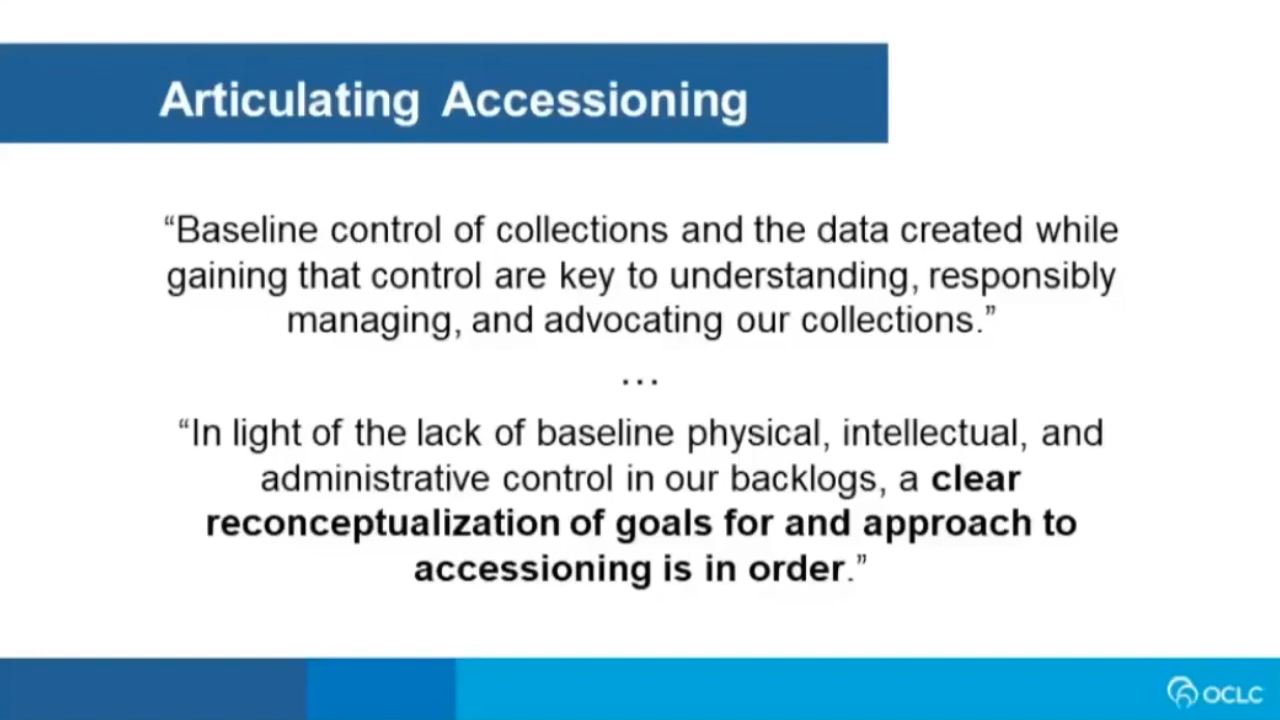 Articulating Accessioning
“Baseline control of collections and the data created while
gaining that control are key to understanding, responsibly
managing, and advocating our collections.”
…
“In light of the lack of baseline physical, intellectual, and
administrative control in our backlogs, a clear
reconceptualization of goals for and approach to
accessioning is in order.”
OCLC